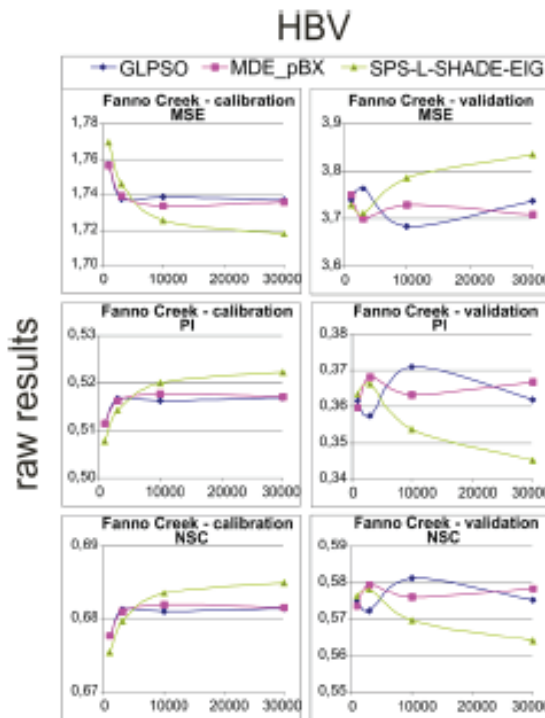 HBV
GLPSO MDE_pBX SPS-L-SHADE-EIG
raw results
Fanno Creek - calibration
MSE
1,78
1,76
1,74
1,72
1,70
0 10000 20000 30000
Fanno Creek - validation
MSE
3,9
3,8
3,7
3,6
0 10000 20000 30000
Fanno Creek - calibration
PI
0,53
0,52
0,51
0,50
0 10000 20000 30000
Fanno Creek - validation
PI
0,38
0,37
0,36
0,35
0,34
0 10000 20000 30000
Fanno Creek - calibration
NSC
0,69
0,68
0,67
0 10000 20000 30000
Fanno Creek - validation
NSC
0,59
0,58
0,57
0,56
0,55
0 10000 20000 30000